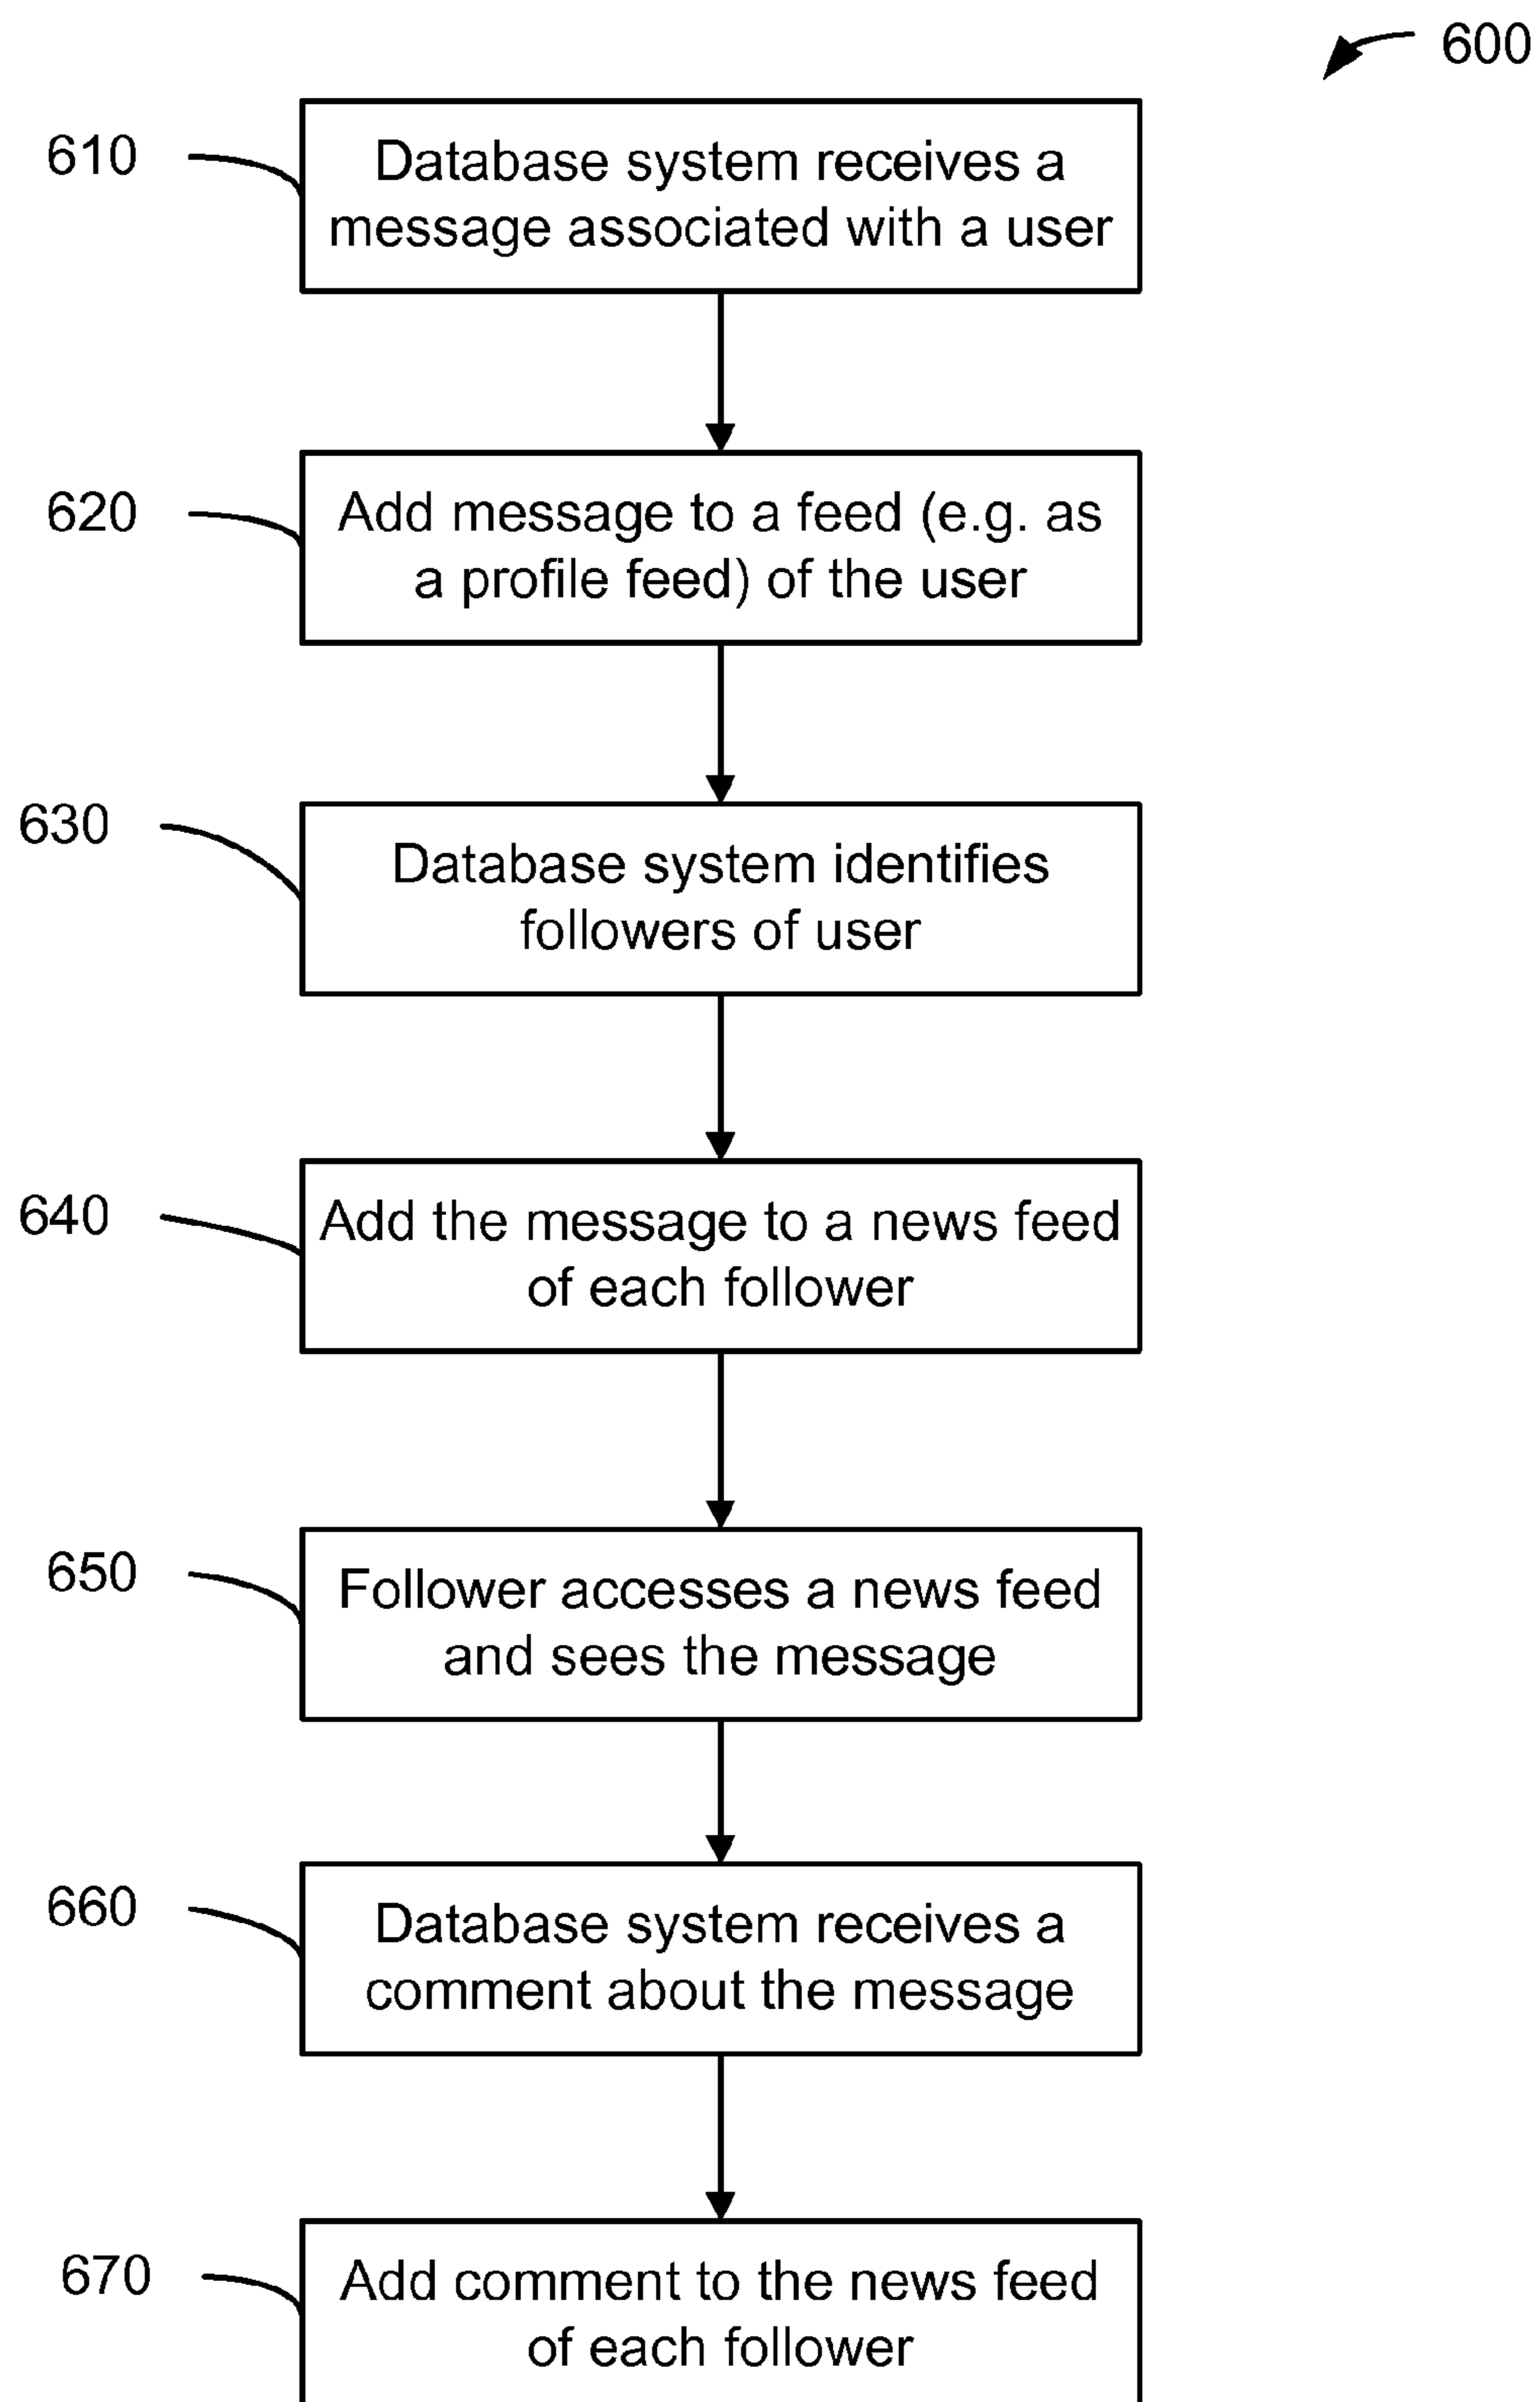 600
610
Database system receives a
message associated with a user
620
Add message to a feed (e.g. as
a profile feed) of the user
630
Database system identifies
followers of user
640
Add the message to a news feed
of each follower
650
Follower accesses a news feed
and sees the message
660
Database system receives a
comment about the message
670
Add comment to the news feed
of each follower